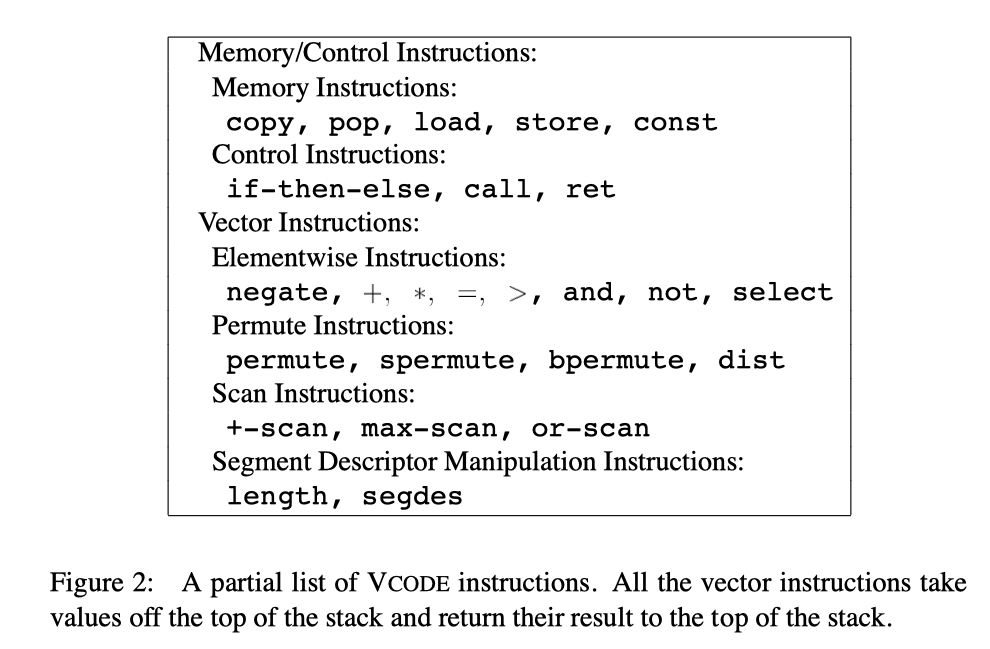 Memory/Control Instructions:
Memory Instructions:
copy, pop, load, store, const
Control Instructions:
if-then-else, call, ret
Vector Instructions:
Elementwise Instructions:
negate, +, *, =, >, and, not, select
Permute Instructions:
permute, spermute, bpermute, dist
Scan Instructions:
+-scan, max-scan, or-scan
Segment Descriptor Manipulation Instructions:
length, segdes
Figure 2: A partial list of VCODE instructions. All the vector instructions take
values off the top of the stack and return their result to the top of the stack.